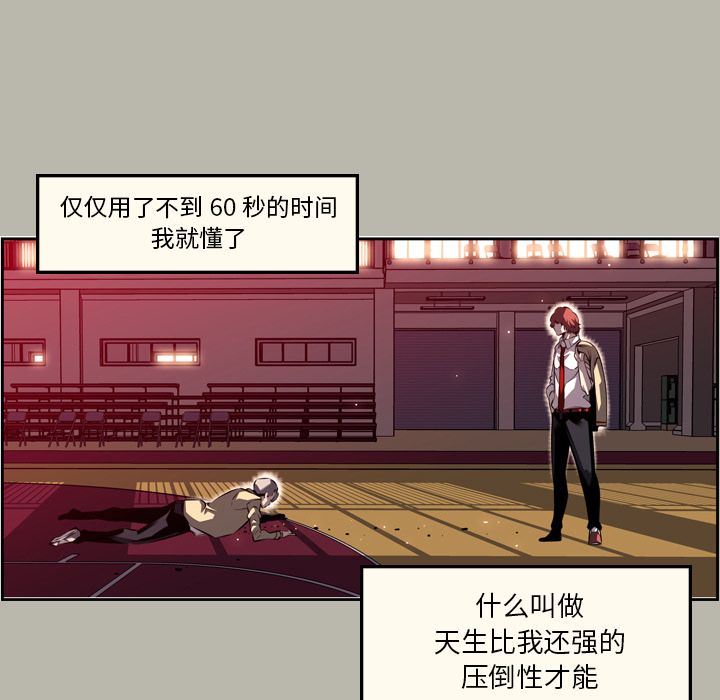 仅仅用了不到 60 秒的时间
我就懂了
什么叫做
天生比我还强的
压倒性才能